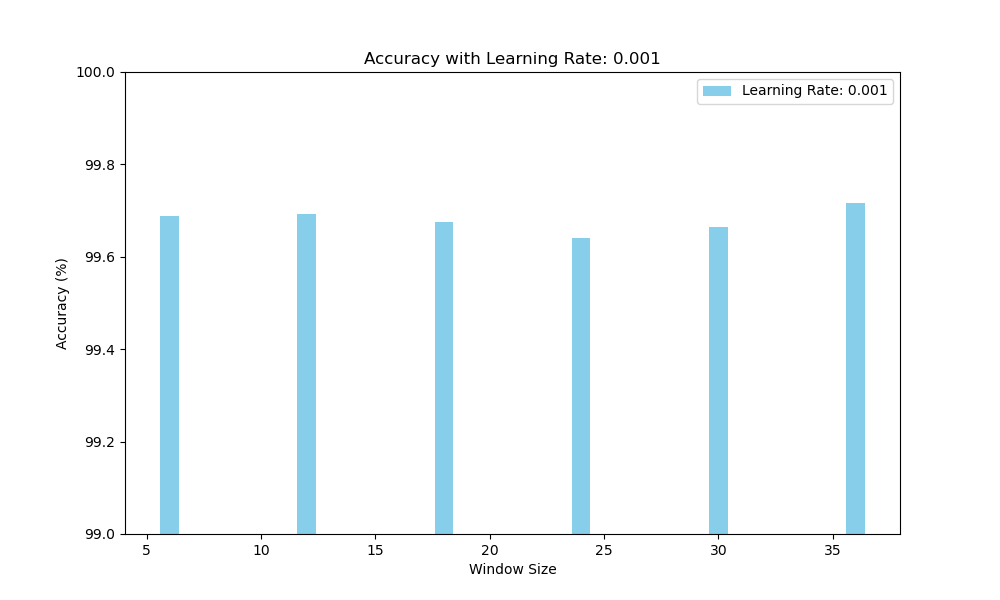 Accuracy with Learning Rate: 0.001
Learning Rate: 0.001
Accuracy (%)
100.0
99.8
99.6
99.4
99.2
99.0
5 10 15 20 25 30 35
Window Size